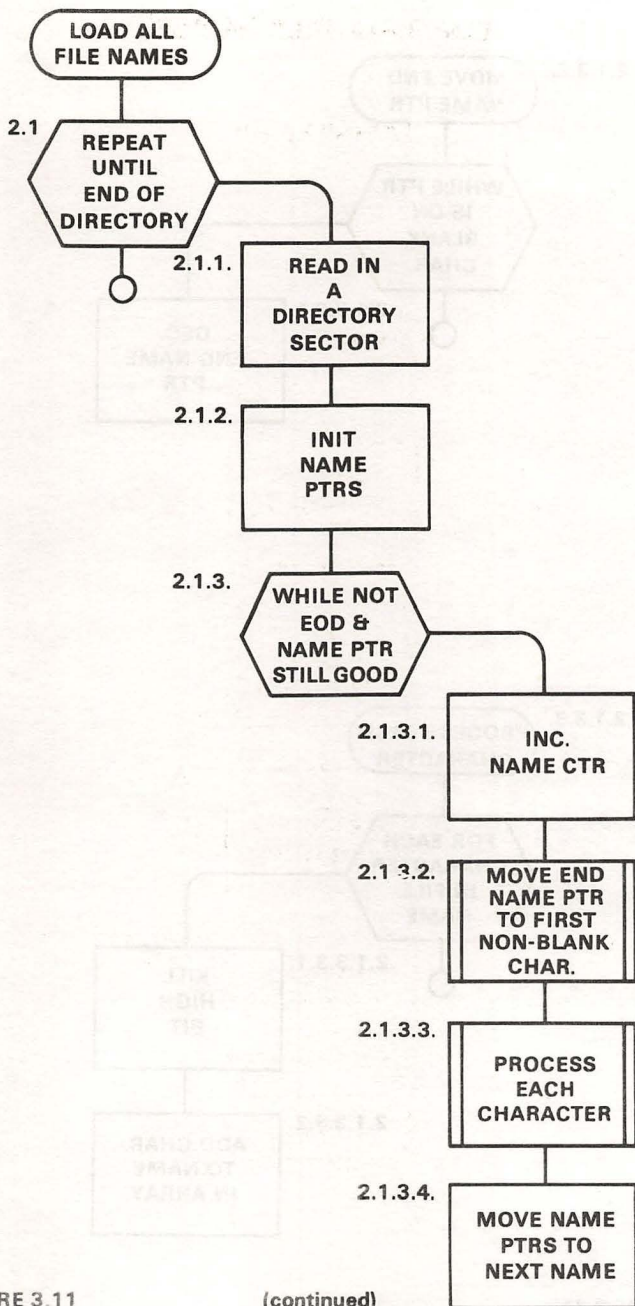 LOAD ALL
FILE NAMES
2.1
REPEAT
UNTIL
END OF
DIRECTORY
2.1.1.
READ IN
A
DIRECTORY
SECTOR
2.1.2.
INIT
NAME
PTRS
2.1.3.
WHILE NOT
EOD &
NAME PTR
STILL GOOD
2.1.3.1.
INC.
NAME CTR
2.1.3.2.
MOVE END
NAME PTR
TO FIRST
NON-BLANK
CHAR.
2.1.3.3.
PROCESS
EACH
CHARACTER
2.1.3.4.
MOVE NAME
PTRS TO
NEXT NAME
RE 3.11 (continued)